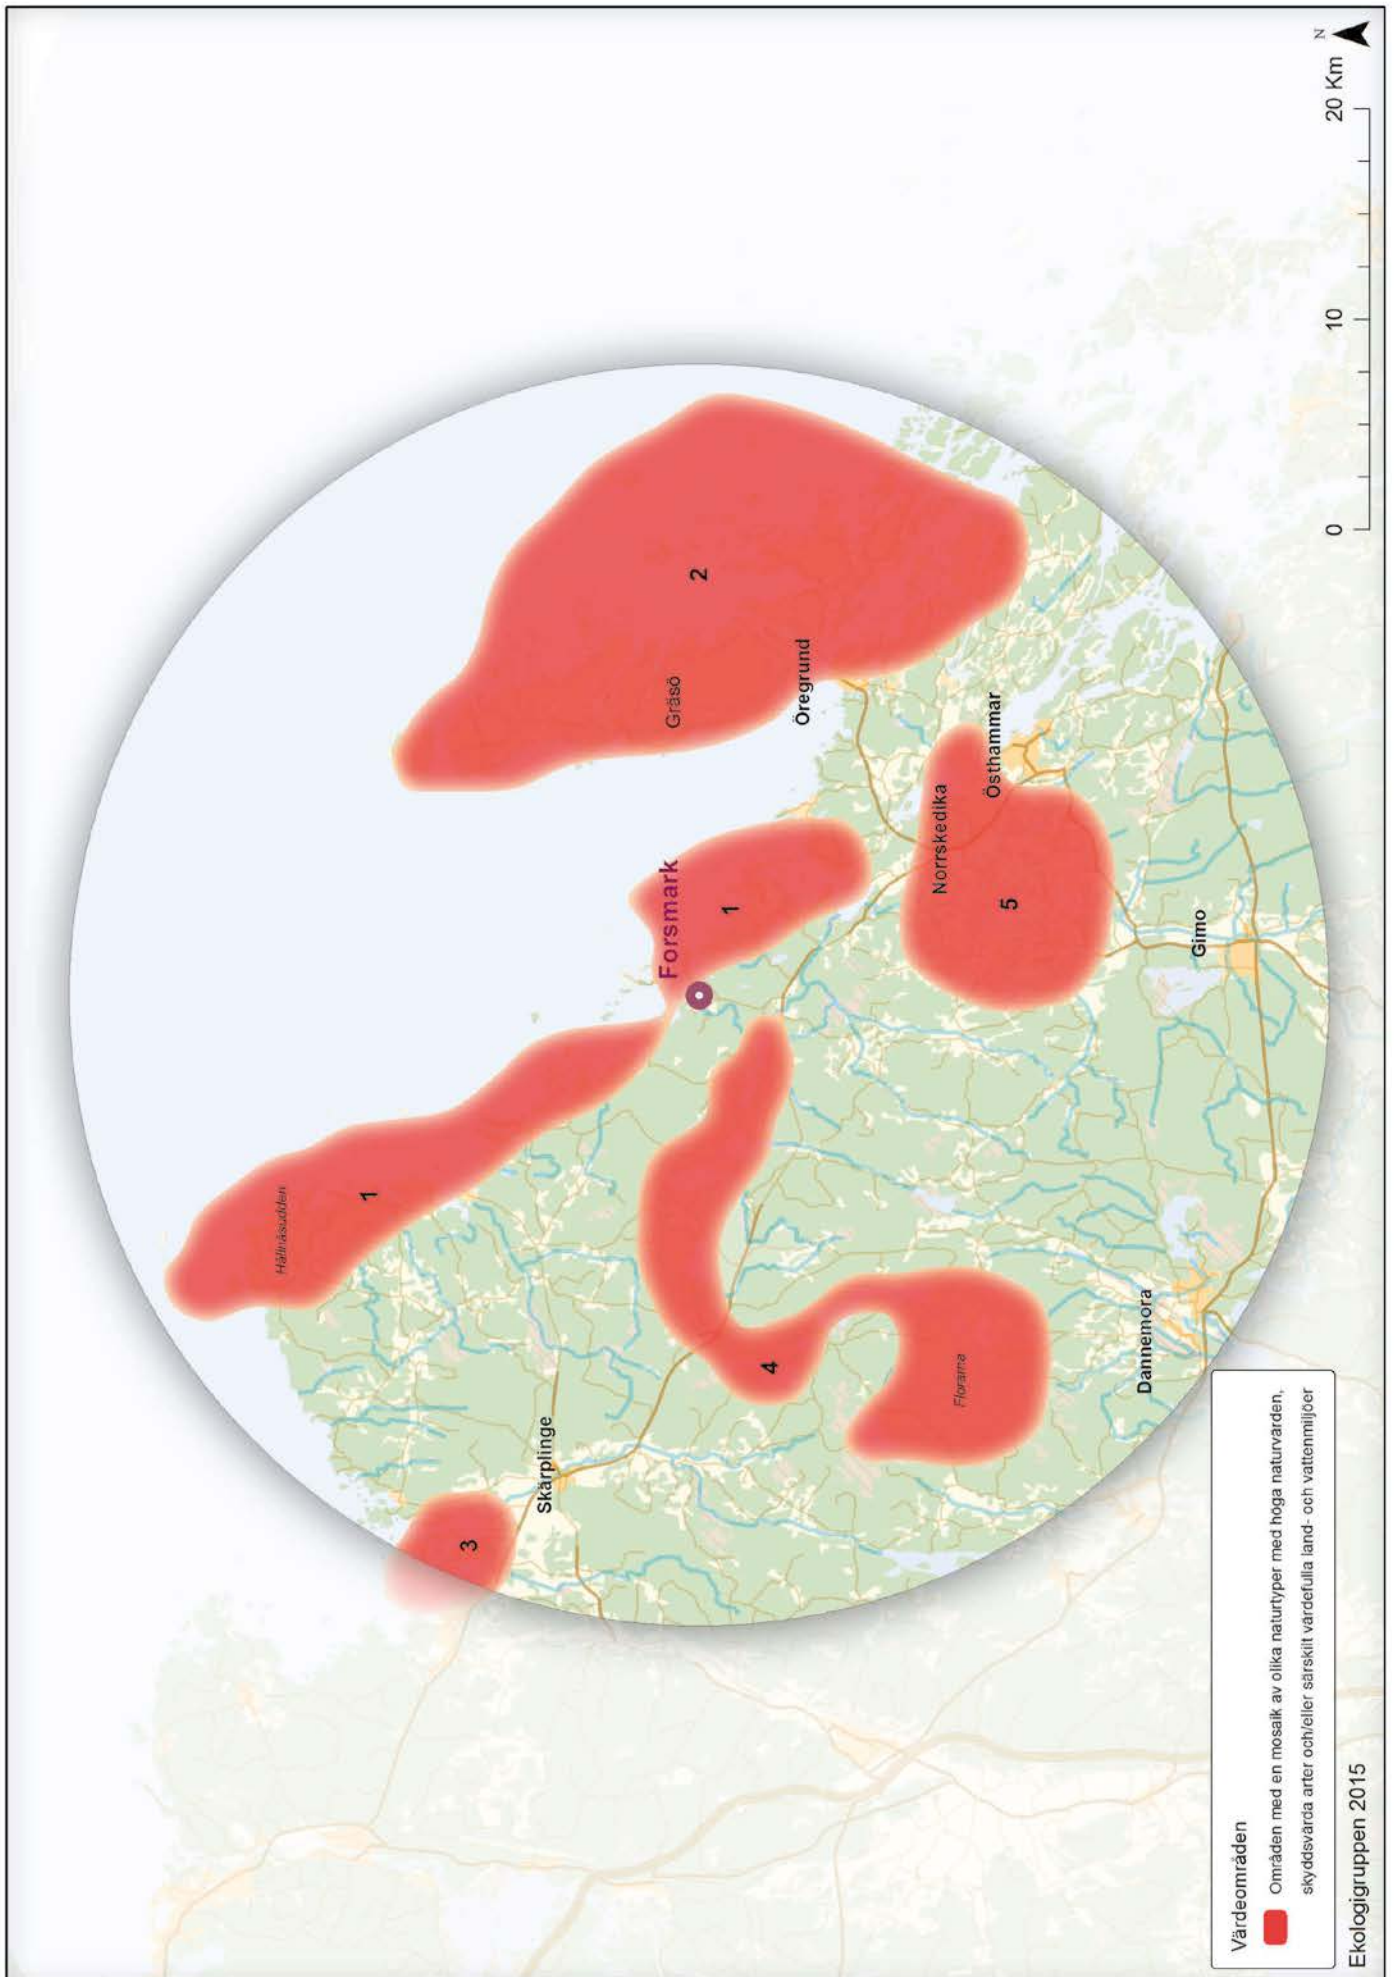 Hållnäsudden
1
Forsmark
1
Gräsö
2
Öregrund
3
Skärplinge
4
Florarna
Norrskedika
Östhammar
5
Gimo
Dannemora
Värdeområden
Områden med en mosaik av olika naturtyper med höga naturvärden,
skyddsvärda arter och/eller särskilt värdefulla land- och vattenmiljöer
Ekologigruppen 2015
0 10 20 Km
N